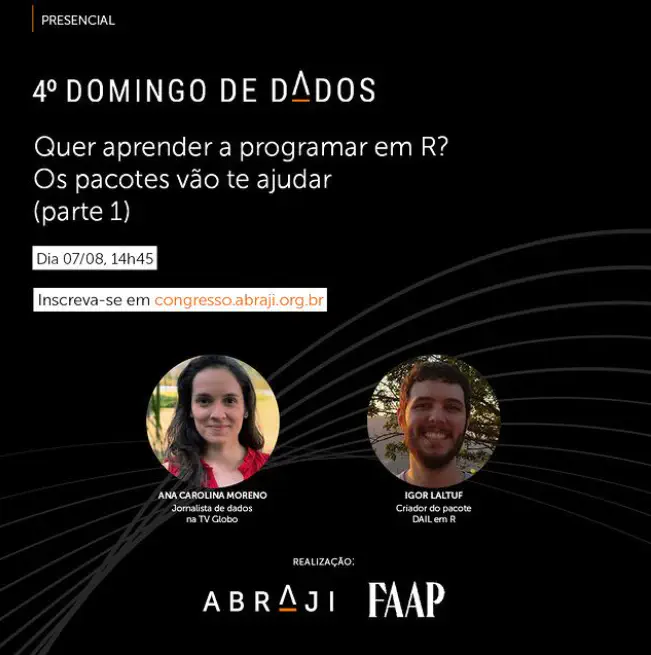 PRESENCIAL
4º DOMINGO DE DADOS
Quer aprender a programar em R?
Os pacotes vão te ajudar
(parte 1)
Dia 07/08, 14h45
Inscreva-se em congresso.abraji.org.br
ANA CAROLINA MORENO
Jornalista de dados
na TV Globo
IGOR LALTUF
Criador do pacote
DAIL em R
REALIZAÇÃO:
ABRAJI FAAP